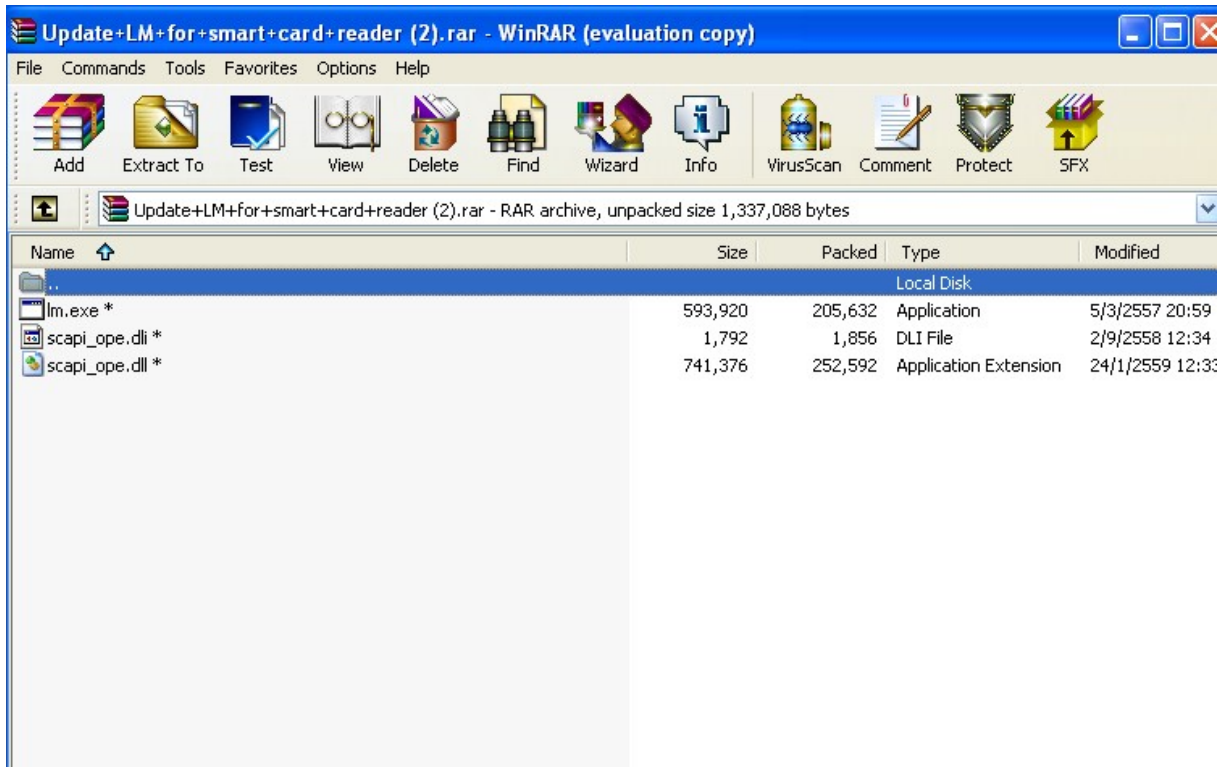 Update+LM+for+smart+card+reader (2).rar - WinRAR (evaluation copy)
File Commands Tools Favorites Options Help
Add Extract To Test View Delete Find Wizard Info VirusScan Comment Protect SFX
Update+LM+for+smart+card+reader (2).rar - RAR archive, unpacked size 1,337,088 bytes
Name Size Packed Type Modified
.. Local Disk
lm.exe * 593,920 205,632 Application 5/3/2557 20:59
scapi_ope.dli * 1,792 1,856 DLI File 2/9/2558 12:34
scapi_ope.dll * 741,376 252,592 Application Extension 24/1/2559 12:33